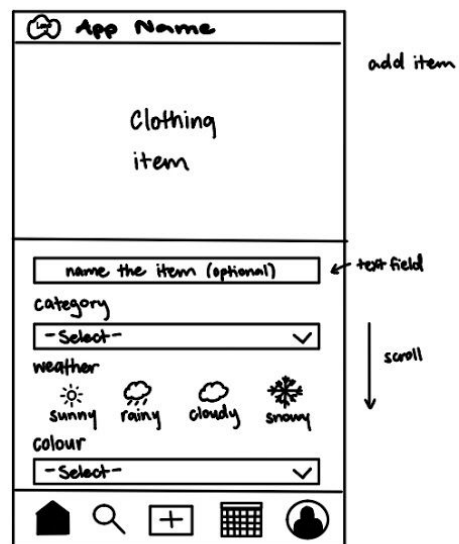 Logo App Name
add item
Clothing
item
name the item (optional)
text field
category
-Select-
weather
sunny rainy cloudy snowy
scroll
colour
-Select-